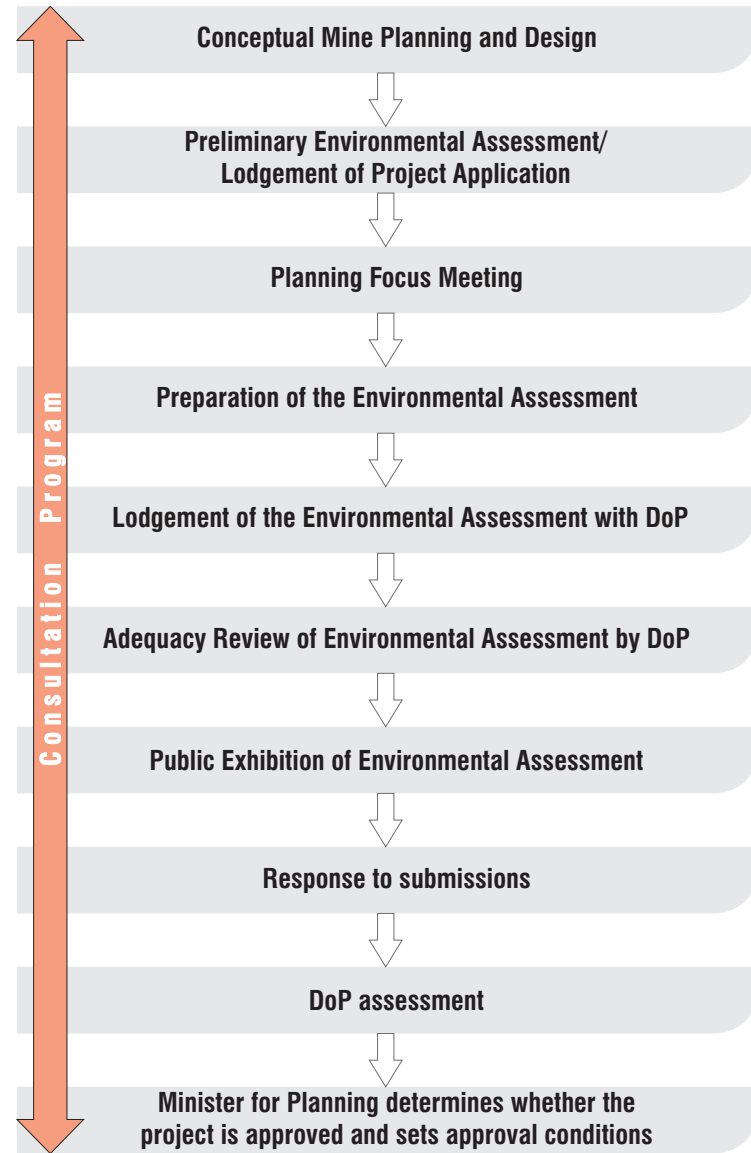 Conceptual Mine Planning and Design
Preliminary Environmental Assessment/
Lodgement of Project Application
Planning Focus Meeting
Preparation of the Environmental Assessment
Lodgement of the Environmental Assessment with DoP
Adequacy Review of Environmental Assessment by DoP
Public Exhibition of Environmental Assessment
Response to submissions
DoP assessment
Minister for Planning determines whether the
project is approved and sets approval conditions
Consultation Program